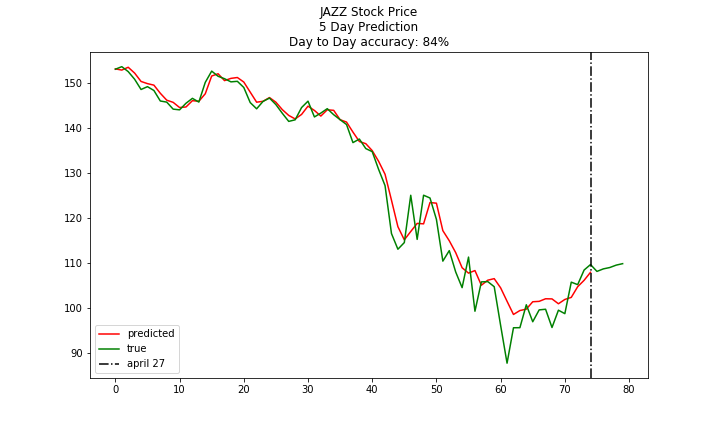 JAZZ Stock Price
5 Day Prediction
Day to Day accuracy: 84%
150
140
130
120
110
100
90
predicted
true
april 27
0 10 20 30 40 50 60 70 80